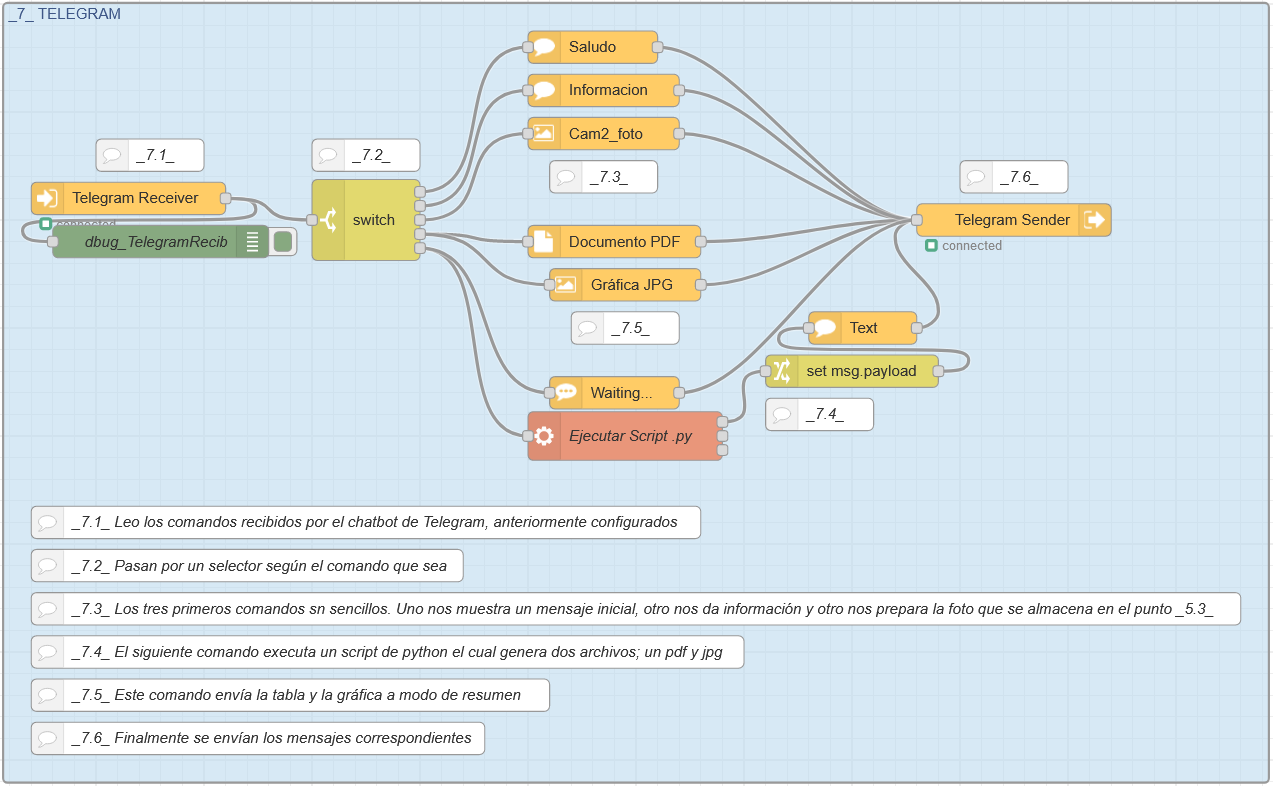 _7_ TELEGRAM
Saludo
Informacion
Cam2_foto
_7.1_
_7.2_
_7.3_
_7.6_
Telegram Receiver
connected
dbug_TelegramRecib
switch
Telegram Sender
connected
Documento PDF
Gráfica JPG
_7.5_
Text
set msg.payload
_7.4_
Waiting...
Ejecutar Script .py
_7.1_ Leo los comandos recibidos por el chatbot de Telegram, anteriormente configurados
_7.2_ Pasan por un selector según el comando que sea
_7.3_ Los tres primeros comandos sn sencillos. Uno nos muestra un mensaje inicial, otro nos da información y otro nos prepara la foto que se almacena en el punto _5.3_
_7.4_ El siguiente comando executa un script de python el cual genera dos archivos; un pdf y jpg
_7.5_ Este comando envía la tabla y la gráfica a modo de resumen
_7.6_ Finalmente se envían los mensajes correspondientes